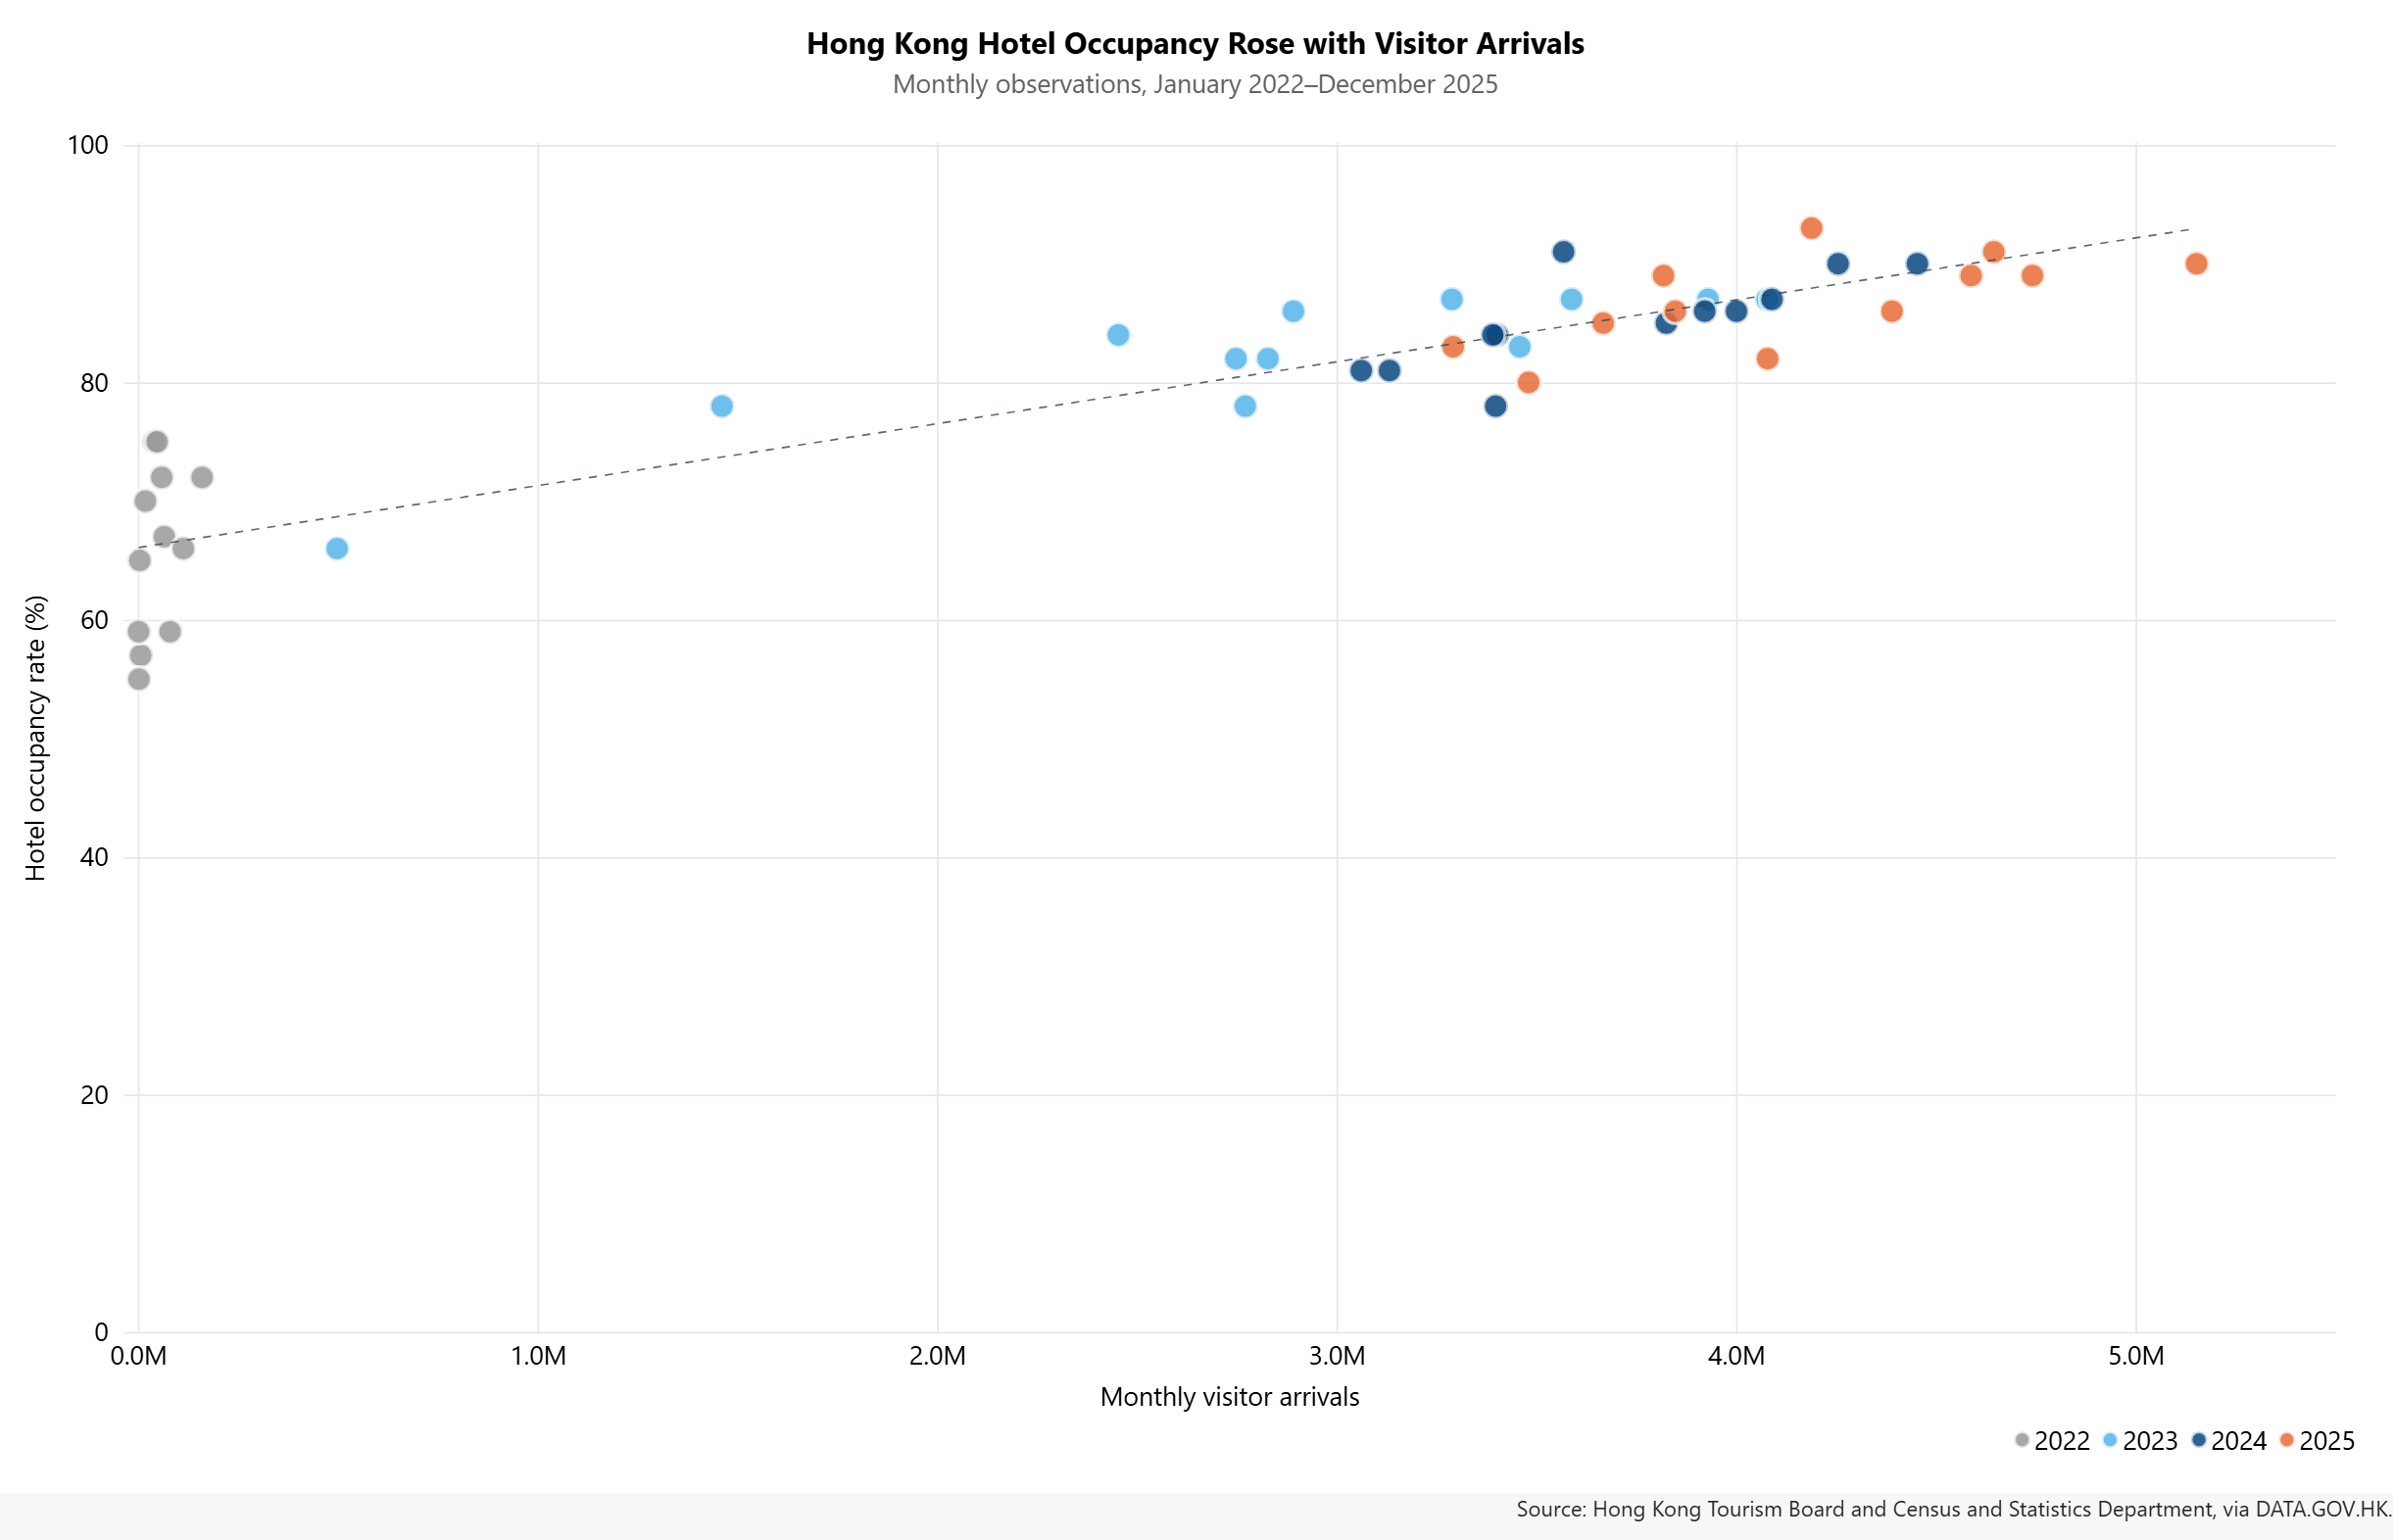 Hong Kong Hotel Occupancy Rose with Visitor Arrivals
Monthly observations, January 2022–December 2025
100
80
60
40
20
0
Hotel occupancy rate (%)
0.0M 1.0M 2.0M 3.0M 4.0M 5.0M
Monthly visitor arrivals
2022 2023 2024 2025
Source: Hong Kong Tourism Board and Census and Statistics Department, via DATA.GOV.HK.